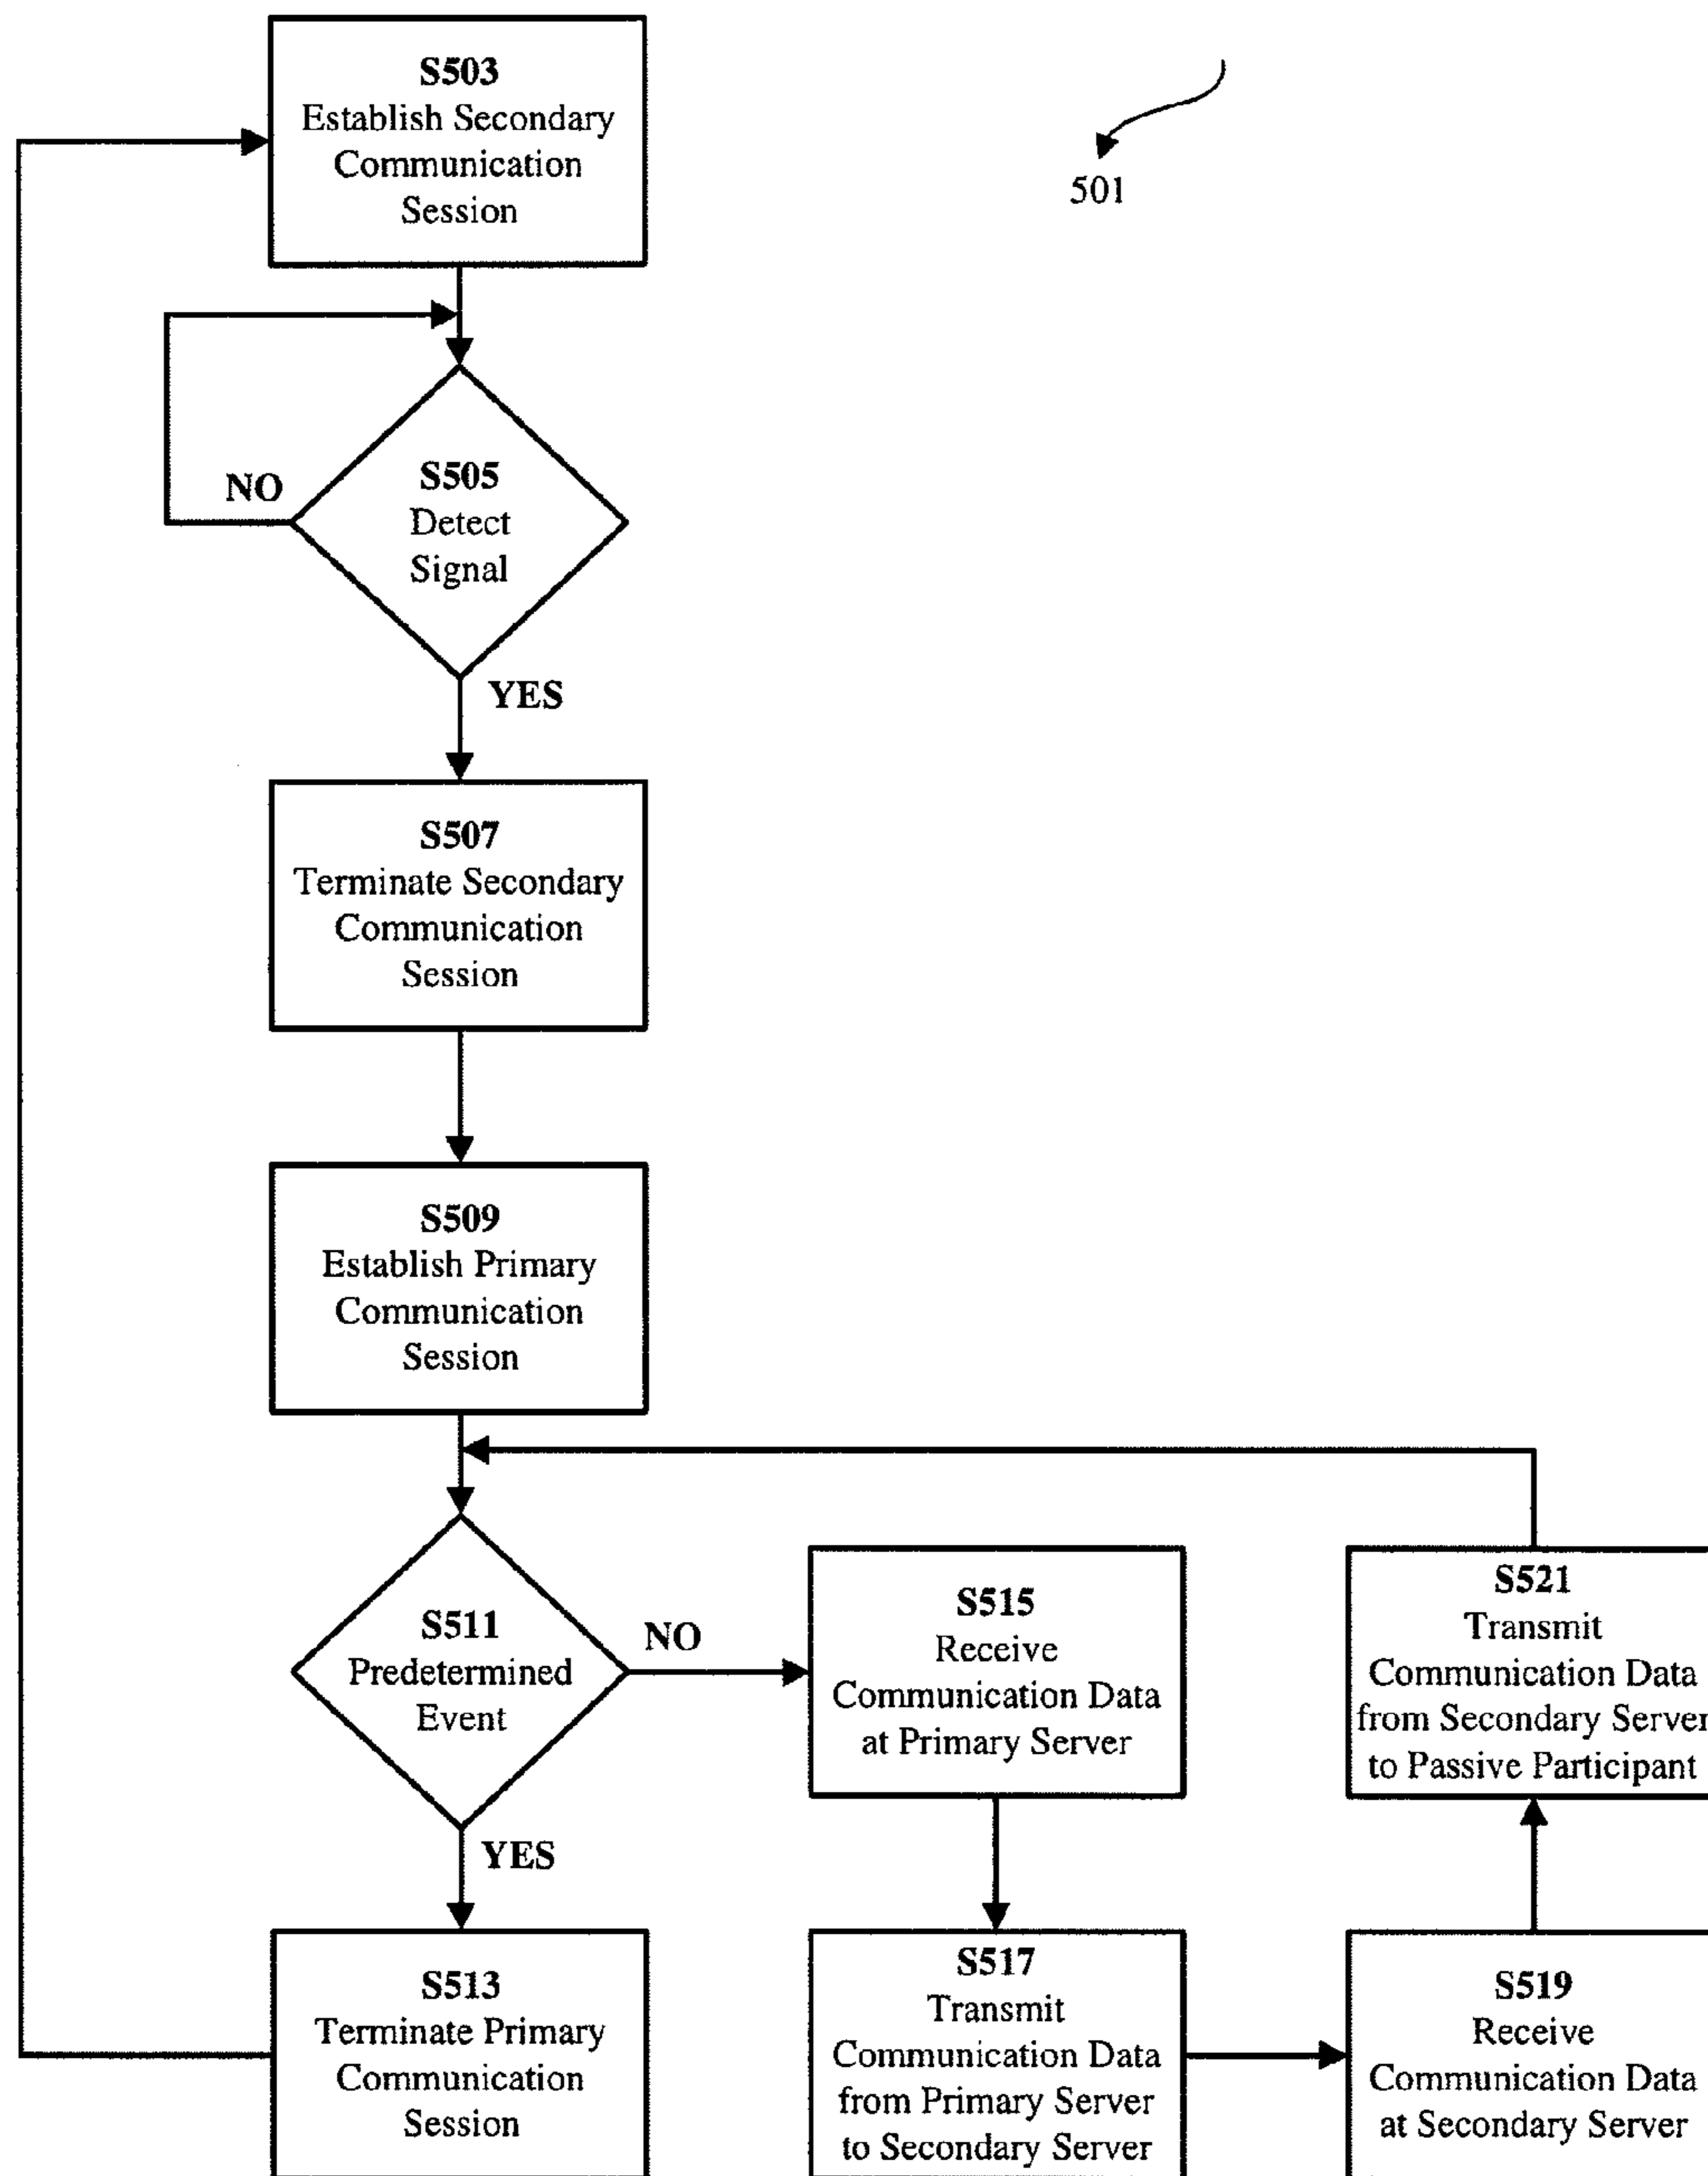 S503
Establish Secondary
Communication
Session
501
NO
S505
Detect
Signal
YES
S507
Terminate Secondary
Communication
Session
S509
Establish Primary
Communication
Session
S511
Predetermined
Event
NO
YES
S515
Receive
Communication Data
at Primary Server
S521
Transmit
Communication Data
from Secondary Server
to Passive Participant
S513
Terminate Primary
Communication
Session
S517
Transmit
Communication Data
from Primary Server
to Secondary Server
S519
Receive
Communication Data
at Secondary Server